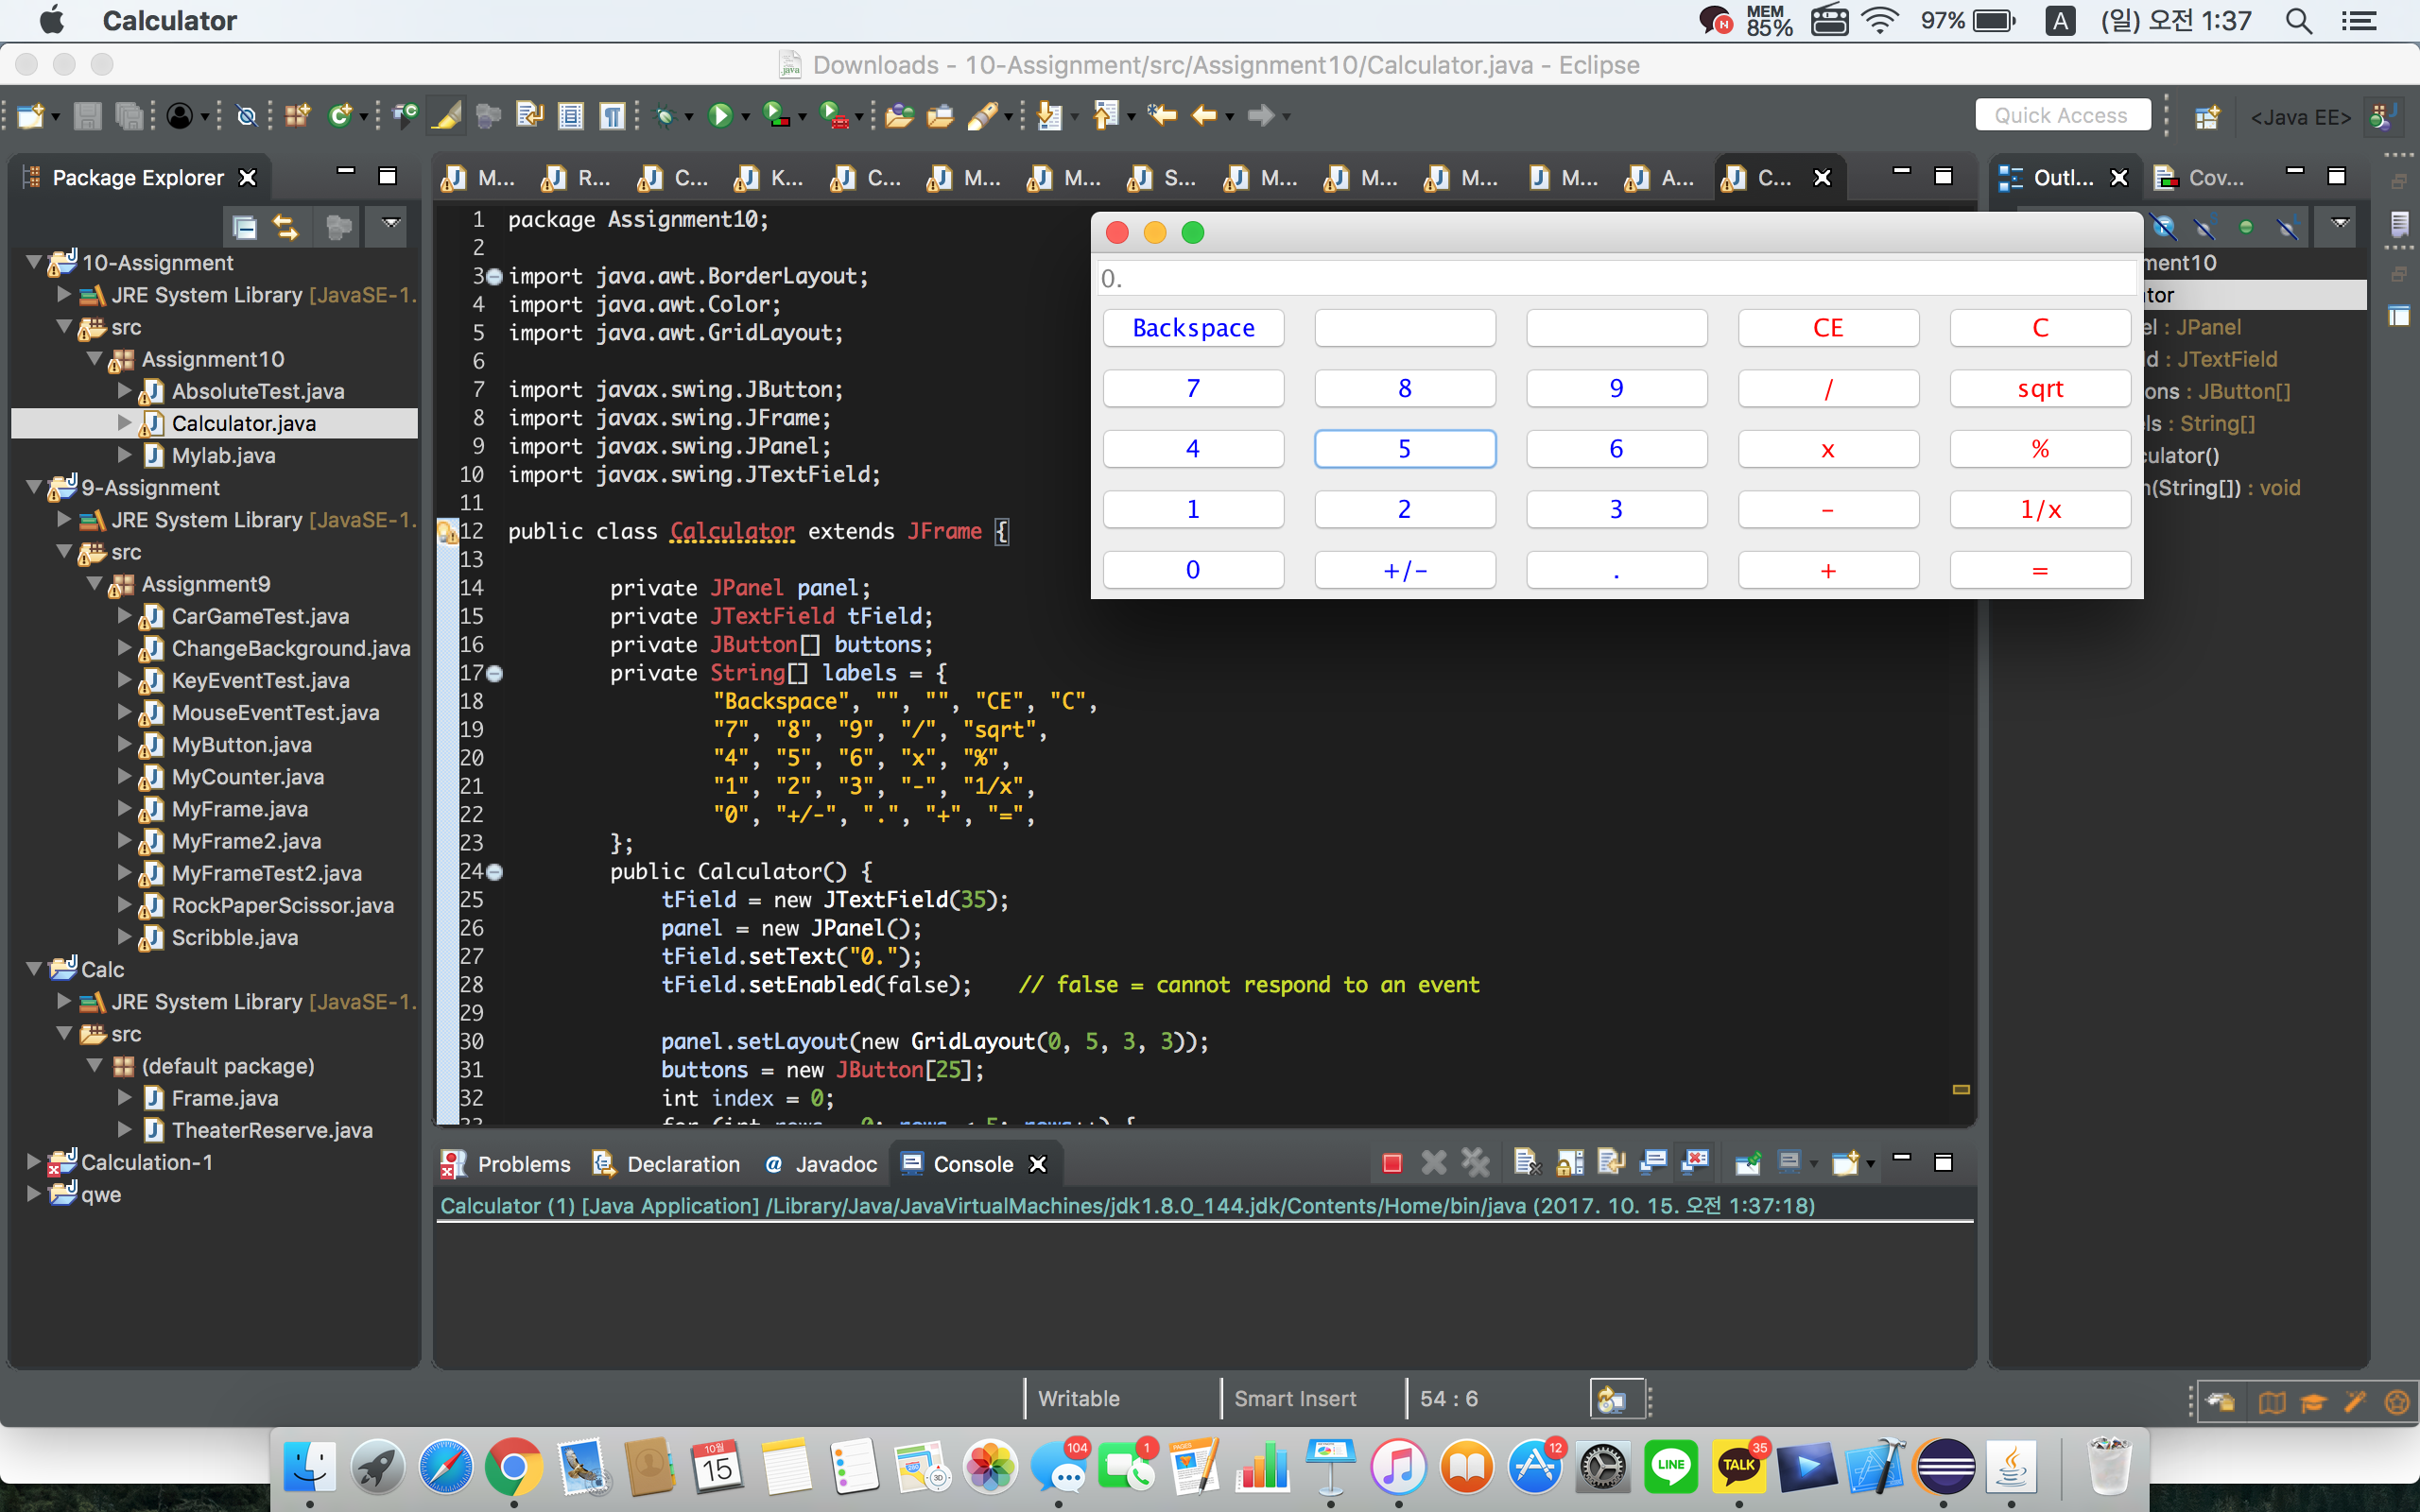 Calculator
MEM 85%
97%
A
(일) 오전 1:37
Downloads - 10-Assignment/src/Assignment10/Calculator.java - Eclipse
Quick Access
<Java EE>
Package Explorer
M...
R...
C...
K...
C...
M...
M...
S...
M...
M...
M...
M...
A...
C...
Outl...
Cov...
10-Assignment
JRE System Library [JavaSE-1.
src
Assignment10
AbsoluteTest.java
Calculator.java
Mylab.java
9-Assignment
JRE System Library [JavaSE-1.
src
Assignment9
CarGameTest.java
ChangeBackground.java
KeyEventTest.java
MouseEventTest.java
MyButton.java
MyCounter.java
MyFrame.java
MyFrame2.java
MyFrameTest2.java
RockPaperScissor.java
Scribble.java
Calc
JRE System Library [JavaSE-1.
src
(default package)
Frame.java
TheaterReserve.java
Calculation-1
qwe
1 package Assignment10;
2
3 import java.awt.BorderLayout;
4 import java.awt.Color;
5 import java.awt.GridLayout;
6
7 import javax.swing.JButton;
8 import javax.swing.JFrame;
9 import javax.swing.JPanel;
10 import javax.swing.JTextField;
11
12 public class Calculator extends JFrame {
13
14 private JPanel panel;
15 private JTextField tField;
16 private JButton[] buttons;
17 private String[] labels = {
18 "Backspace", "", "", "CE", "C",
19 "7", "8", "9", "/", "sqrt",
20 "4", "5", "6", "x", "%",
21 "1", "2", "3", "-", "1/x",
22 "0", "+/-", ".", "+", "=",
23 };
24 public Calculator() {
25 tField = new JTextField(35);
26 panel = new JPanel();
27 tField.setText("0.");
28 tField.setEnabled(false); // false = cannot respond to an event
29
30 panel.setLayout(new GridLayout(0, 5, 3, 3));
31 buttons = new JButton[25];
32 int index = 0;
33 for (int rows = 0; rows < 5; rows++) {
0.
Backspace CE C
7 8 9 / sqrt
4 5 6 x %
1 2 3 - 1/x
0 +/- . + =
ment10
tor
el : JPanel
ld : JTextField
ons : JButton[]
ls : String[]
culator()
n(String[]) : void
Problems
Declaration
@ Javadoc
Console
Calculator (1) [Java Application] /Library/Java/JavaVirtualMachines/jdk1.8.0_144.jdk/Contents/Home/bin/java (2017. 10. 15. 오전 1:37:18)
Writable
Smart Insert
54 : 6
10월
15
3D
104
1
PAGES
12
LINE
TALK
35